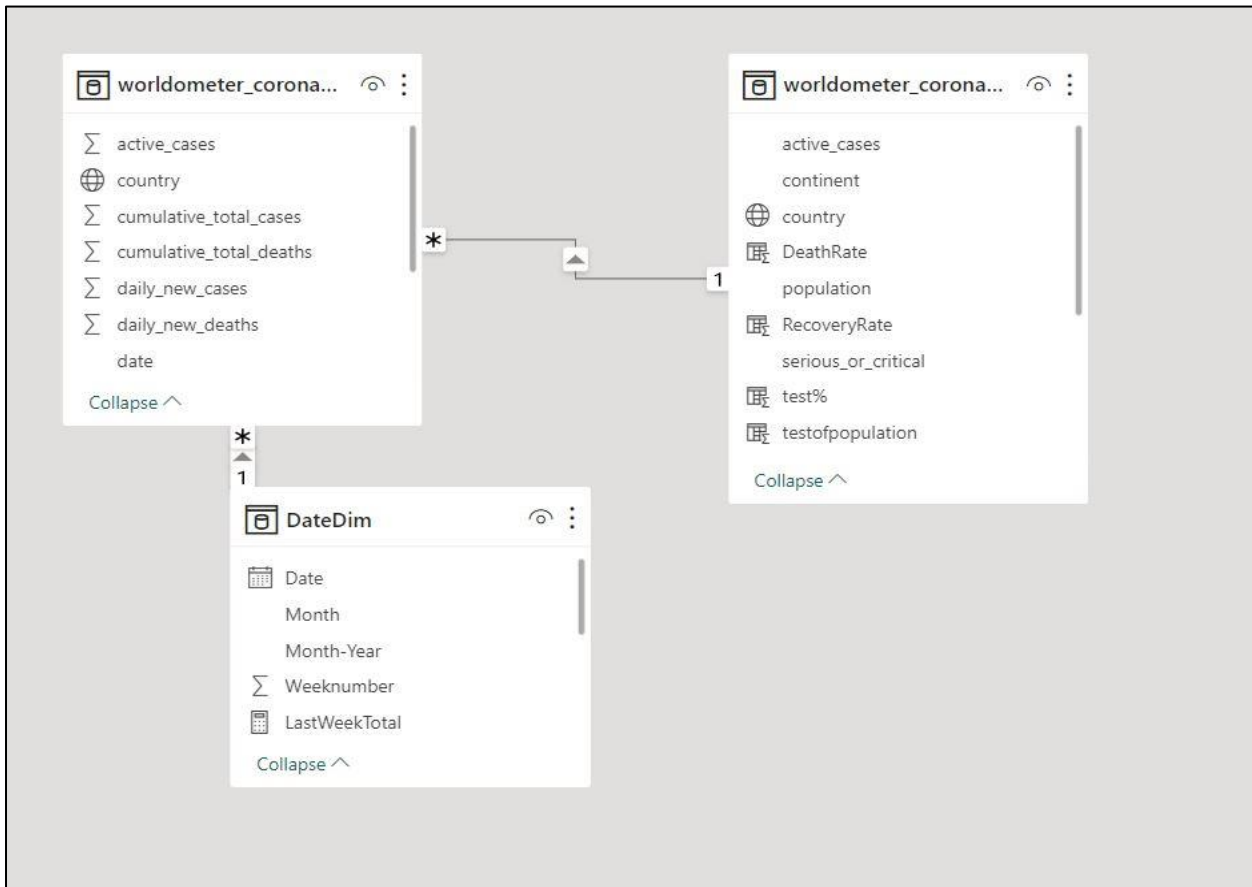 worldometer_corona...
active_cases
country
cumulative_total_cases
cumulative_total_deaths
daily_new_cases
daily_new_deaths
date
Collapse
*
1
worldometer_corona...
active_cases
continent
country
DeathRate
population
RecoveryRate
serious_or_critical
test%
testofpopulation
Collapse
*
1
DateDim
Date
Month
Month-Year
Weeknumber
LastWeekTotal
Collapse